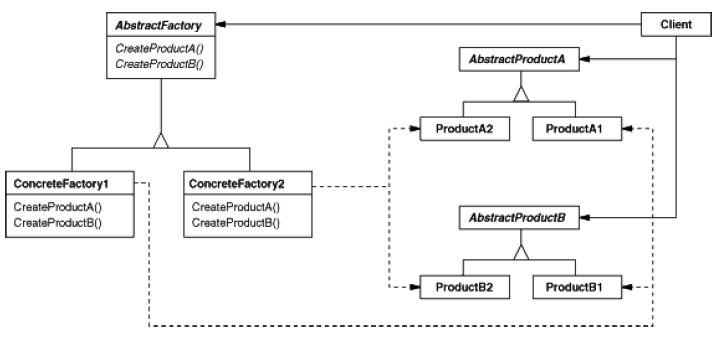 AbstractFactory
CreateProductA()
CreateProductB()
Client
AbstractProductA
ProductA2
ProductA1
ConcreteFactory1
CreateProductA()
CreateProductB()
ConcreteFactory2
CreateProductA()
CreateProductB()
AbstractProductB
ProductB2
ProductB1